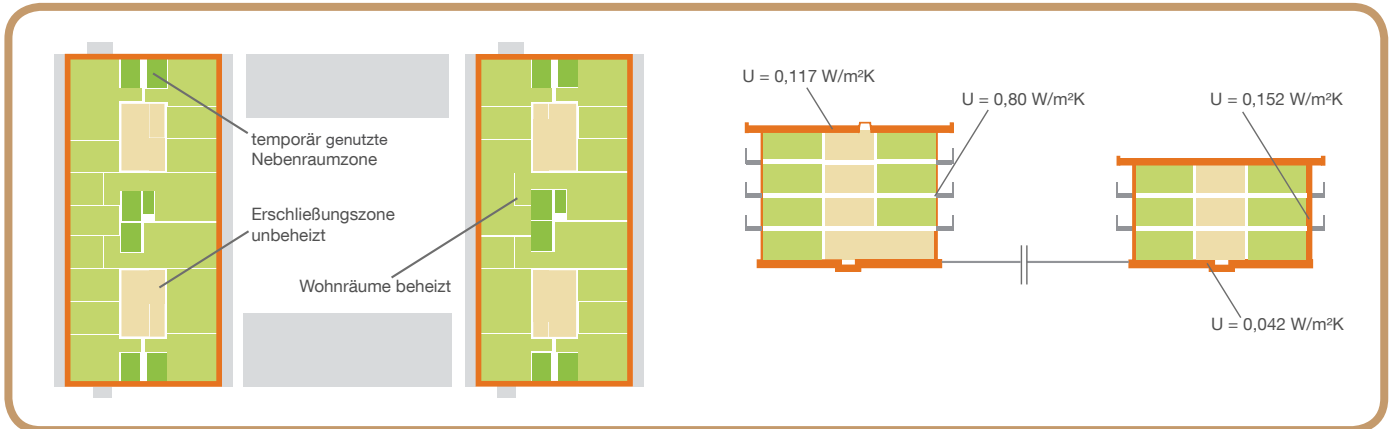 temporär genutzte
Nebenraumzone
Erschließungszone
unbeheizt
Wohnräume beheizt
U = 0,117 W/m²K
U = 0,80 W/m²K
U = 0,152 W/m²K
U = 0,042 W/m²K